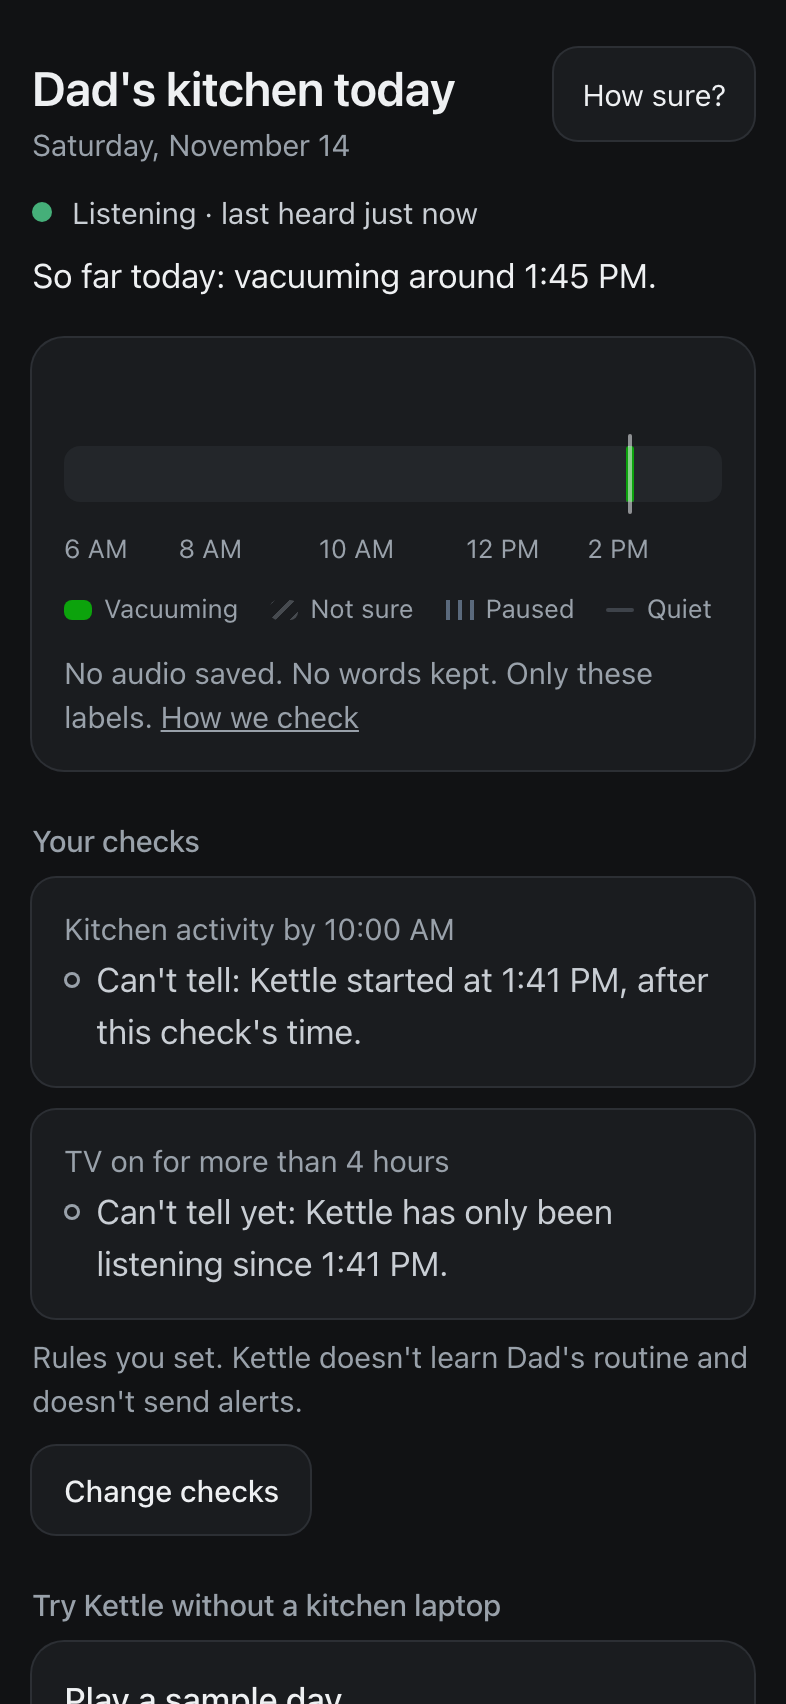 Dad's kitchen today
How sure?
Saturday, November 14
Listening · last heard just now
So far today: vacuuming around 1:45 PM.
6 AM 8 AM 10 AM 12 PM 2 PM
Vacuuming Not sure Paused Quiet
No audio saved. No words kept. Only these
labels. How we check
Your checks
Kitchen activity by 10:00 AM
Can't tell: Kettle started at 1:41 PM, after
this check's time.
TV on for more than 4 hours
Can't tell yet: Kettle has only been
listening since 1:41 PM.
Rules you set. Kettle doesn't learn Dad's routine and
doesn't send alerts.
Change checks
Try Kettle without a kitchen laptop
Play a sample day